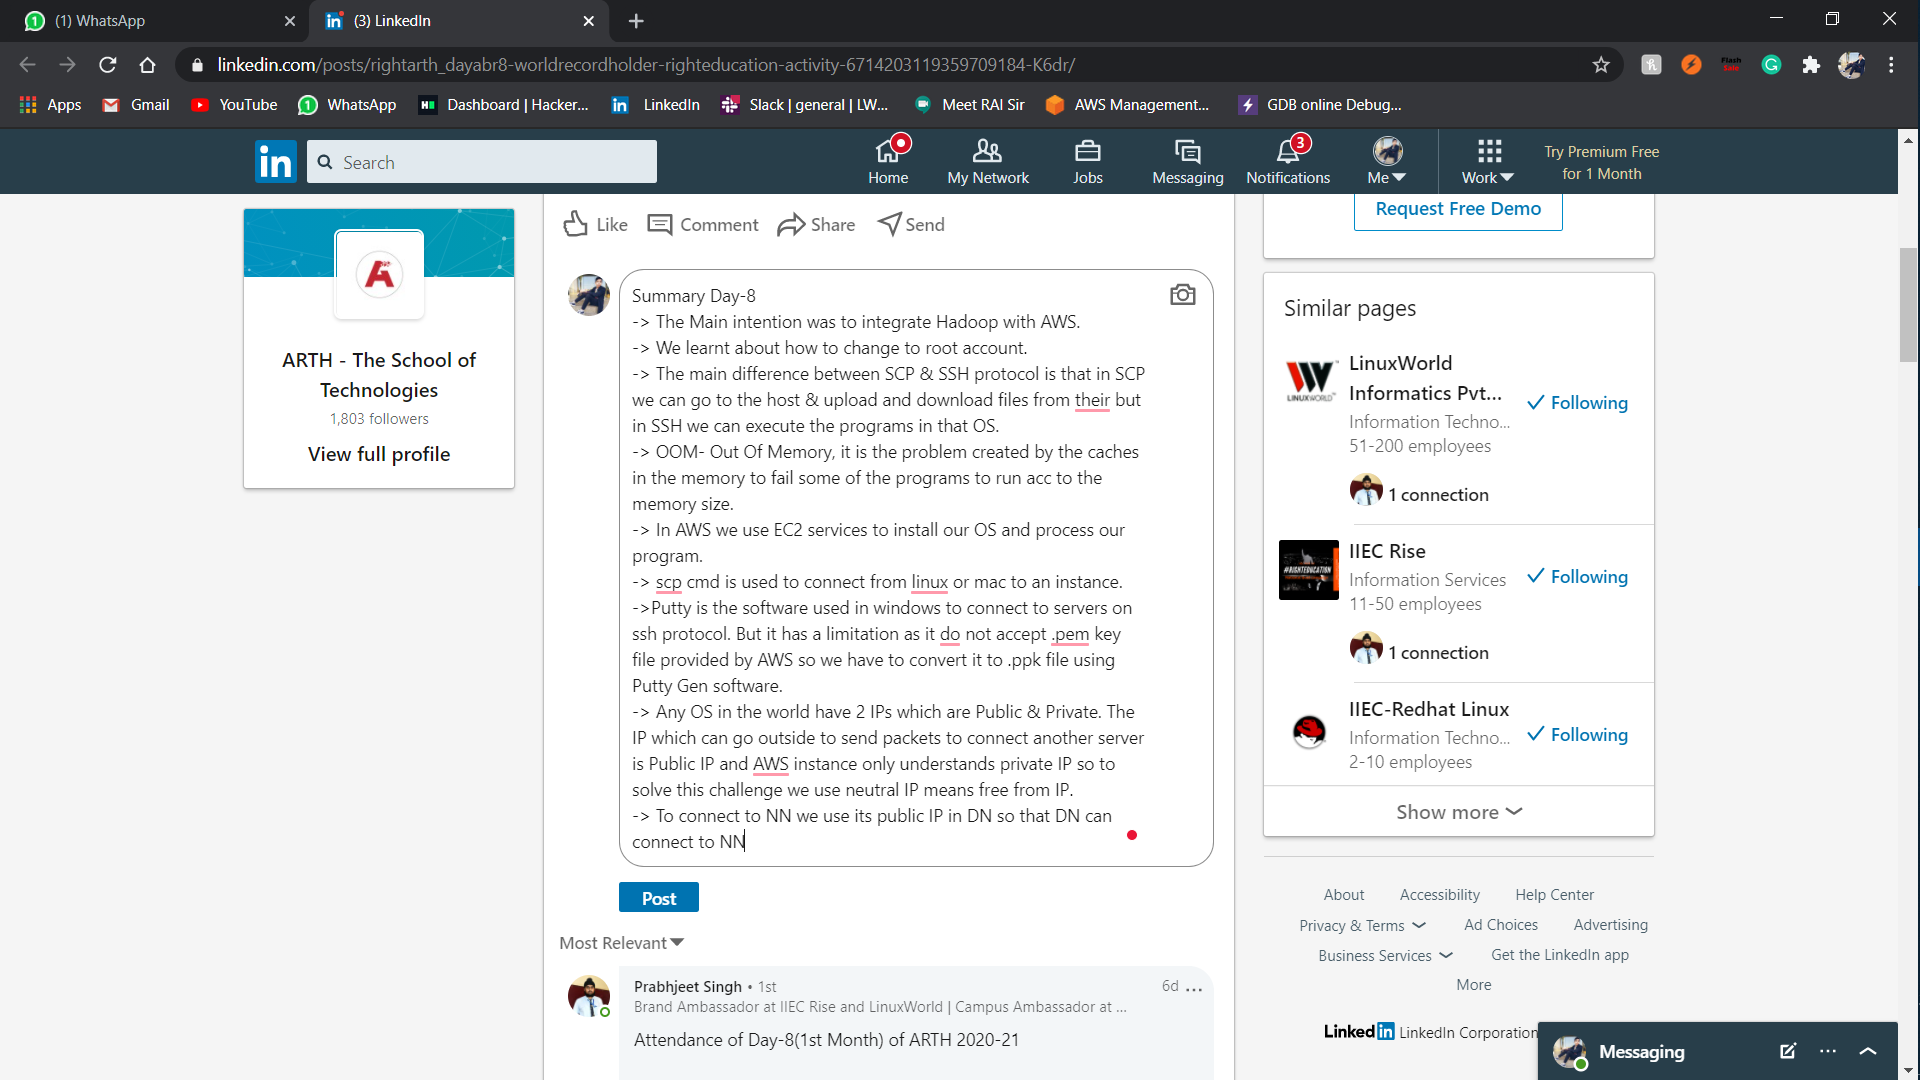 (1) WhatsApp
(3) LinkedIn
linkedin.com/posts/rightarth_dayabr8-worldrecordholder-righteducation-activity-6714203119359709184-K6dr/
Apps
Gmail
YouTube
WhatsApp
Dashboard | Hacker...
LinkedIn
Slack | general | LW...
Meet RAI Sir
AWS Management...
GDB online Debug...
Search
Home
My Network
Jobs
Messaging
3
Notifications
Me
Work
Try Premium Free
for 1 Month
ARTH - The School of
Technologies
1,803 followers
View full profile
Like
Comment
Share
Send
Summary Day-8
-> The Main intention was to integrate Hadoop with AWS.
-> We learnt about how to change to root account.
-> The main difference between SCP & SSH protocol is that in SCP
we can go to the host & upload and download files from their but
in SSH we can execute the programs in that OS.
-> OOM- Out Of Memory, it is the problem created by the caches
in the memory to fail some of the programs to run acc to the
memory size.
-> In AWS we use EC2 services to install our OS and process our
program.
-> scp cmd is used to connect from linux or mac to an instance.
->Putty is the software used in windows to connect to servers on
ssh protocol. But it has a limitation as it do not accept .pem key
file provided by AWS so we have to convert it to .ppk file using
Putty Gen software.
-> Any OS in the world have 2 IPs which are Public & Private. The
IP which can go outside to send packets to connect another server
is Public IP and AWS instance only understands private IP so to
solve this challenge we use neutral IP means free from IP.
-> To connect to NN we use its public IP in DN so that DN can
connect to NN
Post
Most Relevant
Prabhjeet Singh • 1st
6d ...
Brand Ambassador at IIEC Rise and LinuxWorld | Campus Ambassador at ...
Attendance of Day-8(1st Month) of ARTH 2020-21
Request Free Demo
Similar pages
LINUXWORLD
LinuxWorld
Informatics Pvt...
Information Techno...
51-200 employees
Following
1 connection
#RIGHTEDUCATION
IIEC Rise
Information Services
11-50 employees
Following
1 connection
IIEC-Redhat Linux
Information Techno...
2-10 employees
Following
Show more
About
Accessibility
Help Center
Privacy & Terms
Ad Choices
Advertising
Business Services
Get the LinkedIn app
More
LinkedIn LinkedIn Corporation
Messaging